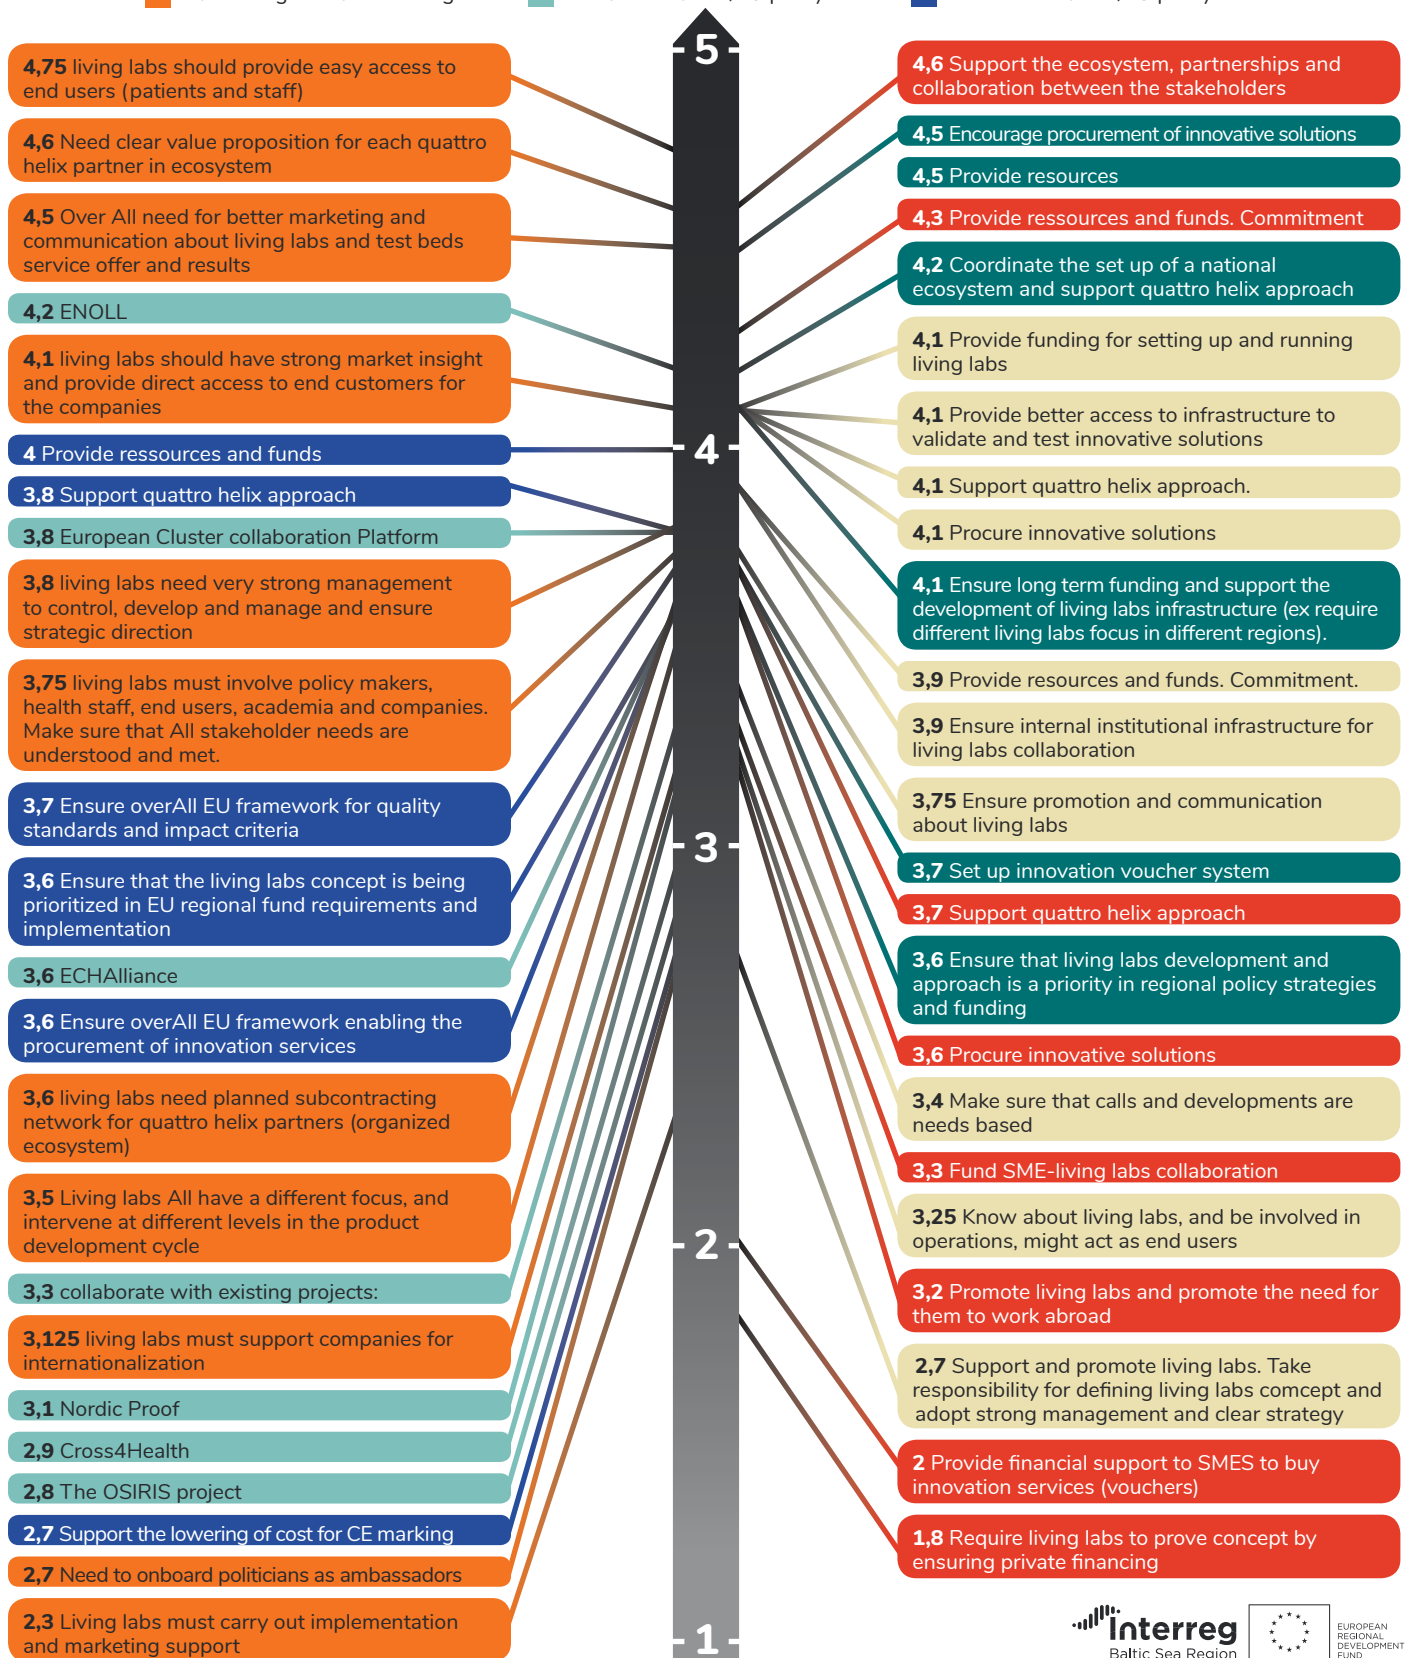 4,75 living labs should provide easy access to
end users (patients and staff)
4,6 Need clear value proposition for each quattro
helix partner in ecosystem
4,5 Over All need for better marketing and
communication about living labs and test beds
service offer and results
4,2 ENOLL
4,1 living labs should have strong market insight
and provide direct access to end customers for
the companies
4 Provide ressources and funds
3,8 Support quattro helix approach
3,8 European Cluster collaboration Platform
3,8 living labs need very strong management
to control, develop and manage and ensure
strategic direction
3,75 living labs must involve policy makers,
health staff, end users, academia and companies.
Make sure that All stakeholder needs are
understood and met.
3,7 Ensure overAll EU framework for quality
standards and impact criteria
3,6 Ensure that the living labs concept is being
prioritized in EU regional fund requirements and
implementation
3,6 ECHAlliance
3,6 Ensure overAll EU framework enabling the
procurement of innovation services
3,6 living labs need planned subcontracting
network for quattro helix partners (organized
ecosystem)
3,5 Living labs All have a different focus, and
intervene at different levels in the product
development cycle
3,3 collaborate with existing projects:
3,125 living labs must support companies for
internationalization
3,1 Nordic Proof
2,9 Cross4Health
2,8 The OSIRIS project
2,7 Support the lowering of cost for CE marking
2,7 Need to onboard politicians as ambassadors
2,3 Living labs must carry out implementation
and marketing support
5
4
3
2
1
4,6 Support the ecosystem, partnerships and
collaboration between the stakeholders
4,5 Encourage procurement of innovative solutions
4,5 Provide resources
4,3 Provide ressources and funds. Commitment
4,2 Coordinate the set up of a national
ecosystem and support quattro helix approach
4,1 Provide funding for setting up and running
living labs
4,1 Provide better access to infrastructure to
validate and test innovative solutions
4,1 Support quattro helix approach.
4,1 Procure innovative solutions
4,1 Ensure long term funding and support the
development of living labs infrastructure (ex require
different living labs focus in different regions).
3,9 Provide resources and funds. Commitment.
3,9 Ensure internal institutional infrastructure for
living labs collaboration
3,75 Ensure promotion and communication
about living labs
3,7 Set up innovation voucher system
3,7 Support quattro helix approach
3,6 Ensure that living labs development and
approach is a priority in regional policy strategies
and funding
3,6 Procure innovative solutions
3,4 Make sure that calls and developments are
needs based
3,3 Fund SME-living labs collaboration
3,25 Know about living labs, and be involved in
operations, might act as end users
3,2 Promote living labs and promote the need for
them to work abroad
2,7 Support and promote living labs. Take
responsibility for defining living labs comcept and
adopt strong management and clear strategy
2 Provide financial support to SMES to buy
innovation services (vouchers)
1,8 Require living labs to prove concept by
ensuring private financing
Interreg
Baltic Sea Region
EUROPEAN
REGIONAL
DEVELOPMENT
FUND